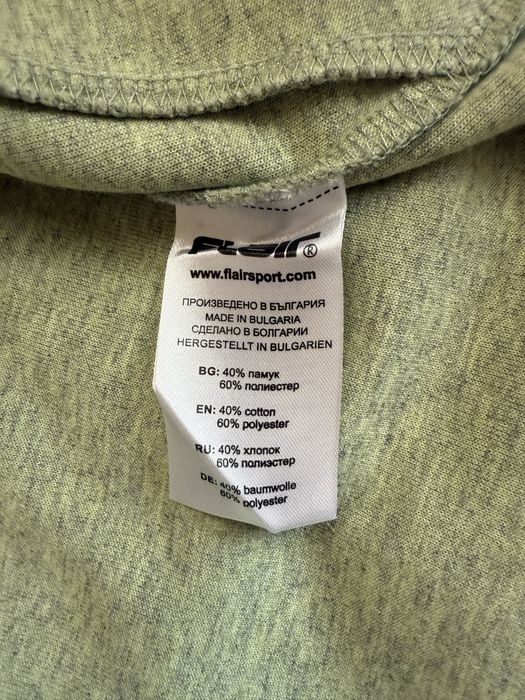 FLAIR®
www.flairsport.com
ПРОИЗВЕДЕНО В БЪЛГАРИЯ
MADE IN BULGARIA
СДЕЛАНО В БОЛГАРИИ
HERGESTELLT IN BULGARIEN
BG: 40% памук
60% полиестер
EN: 40% cotton
60% polyester
RU: 40% хлопок
60% полиэстер
DE: 40% baumwolle
60% polyester